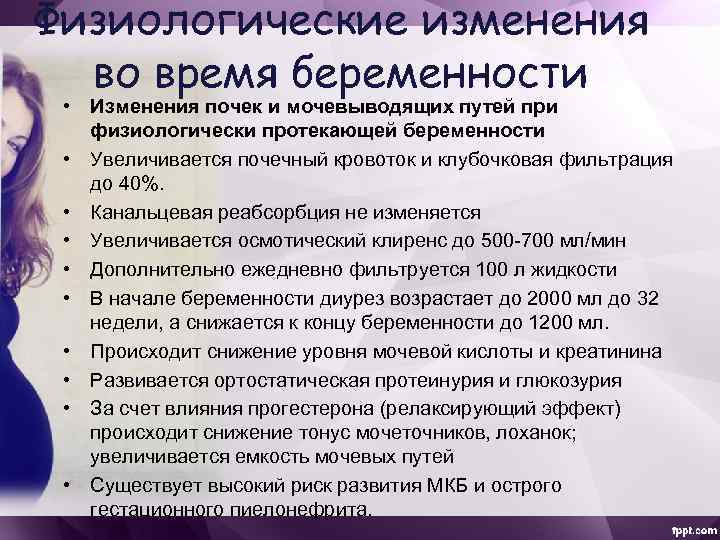 Физиологические изменения
во время беременности
• Изменения почек и мочевыводящих путей при
физиологически протекающей беременности
• Увеличивается почечный кровоток и клубочковая фильтрация
до 40%.
• Канальцевая реабсорбция не изменяется
• Увеличивается осмотический клиренс до 500-700 мл/мин
• Дополнительно ежедневно фильтруется 100 л жидкости
• В начале беременности диурез возрастает до 2000 мл до 32
недели, а снижается к концу беременности до 1200 мл.
• Происходит снижение уровня мочевой кислоты и креатинина
• Развивается ортостатическая протеинурия и глюкозурия
• За счет влияния прогестерона (релаксирующий эффект)
происходит снижение тонус мочеточников, лоханок;
увеличивается емкость мочевых путей
• Существует высокий риск развития МКБ и острого
гестационного пиелонефрита.
fppt.com